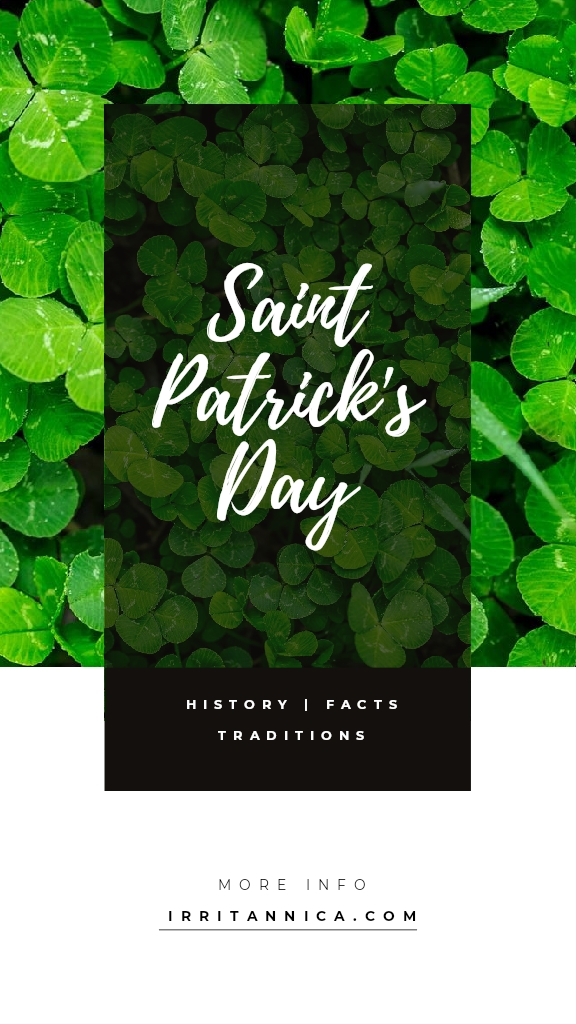 Saint
Patrick's
Day
HISTORY | FACTS
TRADITIONS
MORE INFO
IRRITANNICA.COM